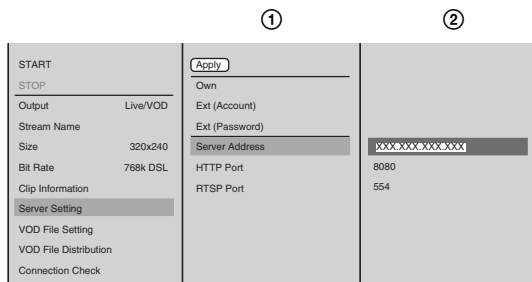 ① ②
START
STOP
Output Live/VOD
Stream Name
Size 320x240
Bit Rate 768k DSL
Clip Information
Server Setting
VOD File Setting
VOD File Distribution
Connection Check
Apply
Own
Ext (Account)
Ext (Password)
Server Address
HTTP Port
RTSP Port
XXX.XXX.XXX.XXX
8080
554